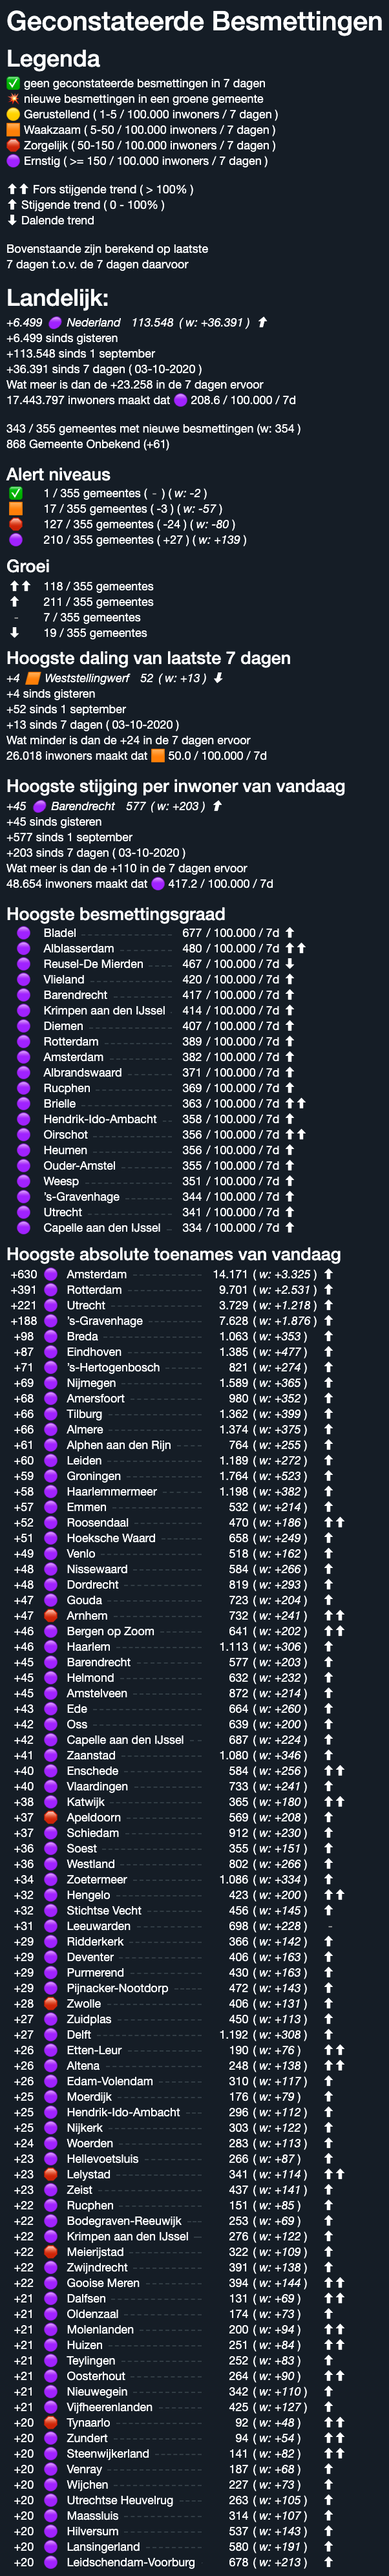 Geconstateerde Besmettingen
Legenda
✅ geen geconstateerde besmettingen in 7 dagen
💥 nieuwe besmettingen in een groene gemeente
🟡 Gerustellend ( 1-5 / 100.000 inwoners / 7 dagen )
🟧 Waakzaam ( 5-50 / 100.000 inwoners / 7 dagen )
🔴 Zorgelijk ( 50-150 / 100.000 inwoners / 7 dagen )
🟣 Ernstig ( >= 150 / 100.000 inwoners / 7 dagen )
⬆⬆ Fors stijgende trend ( > 100% )
⬆ Stijgende trend ( 0 - 100% )
⬇ Dalende trend
Bovenstaande zijn berekend op laatste
7 dagen t.o.v. de 7 dagen daarvoor
Landelijk:
+6.499 🟣 Nederland 113.548 ( w: +36.391 ) ⬆
+6.499 sinds gisteren
+113.548 sinds 1 september
+36.391 sinds 7 dagen ( 03-10-2020 )
Wat meer is dan de +23.258 in de 7 dagen ervoor
17.443.797 inwoners maakt dat 🟣 208.6 / 100.000 / 7d
343 / 355 gemeentes met nieuwe besmettingen (w: 354 )
868 Gemeente Onbekend (+61)
Alert niveaus
✅ 1 / 355 gemeentes ( - ) ( w: -2 )
🟧 17 / 355 gemeentes ( -3 ) ( w: -57 )
🔴 127 / 355 gemeentes ( -24 ) ( w: -80 )
🟣 210 / 355 gemeentes ( +27 ) ( w: +139 )
Groei
⬆⬆ 118 / 355 gemeentes
⬆ 211 / 355 gemeentes
- 7 / 355 gemeentes
⬇ 19 / 355 gemeentes
Hoogste daling van laatste 7 dagen
+4 🟧 Weststellingwerf 52 ( w: +13 ) ⬇
+4 sinds gisteren
+52 sinds 1 september
+13 sinds 7 dagen ( 03-10-2020 )
Wat minder is dan de +24 in de 7 dagen ervoor
26.018 inwoners maakt dat 🟧 50.0 / 100.000 / 7d
Hoogste stijging per inwoner van vandaag
+45 🟣 Barendrecht 577 ( w: +203 ) ⬆
+45 sinds gisteren
+577 sinds 1 september
+203 sinds 7 dagen ( 03-10-2020 )
Wat meer is dan de +110 in de 7 dagen ervoor
48.654 inwoners maakt dat 🟣 417.2 / 100.000 / 7d
Hoogste besmettingsgraad
🟣 Bladel 677 / 100.000 / 7d ⬆
🟣 Alblasserdam 480 / 100.000 / 7d ⬆⬆
🟣 Reusel-De Mierden 467 / 100.000 / 7d ⬇
🟣 Vlieland 420 / 100.000 / 7d ⬆
🟣 Barendrecht 417 / 100.000 / 7d ⬆
🟣 Krimpen aan den IJssel 414 / 100.000 / 7d ⬆
🟣 Diemen 407 / 100.000 / 7d ⬆
🟣 Rotterdam 389 / 100.000 / 7d ⬆
🟣 Amsterdam 382 / 100.000 / 7d ⬆
🟣 Albrandswaard 371 / 100.000 / 7d ⬆
🟣 Rucphen 369 / 100.000 / 7d ⬆
🟣 Brielle 363 / 100.000 / 7d ⬆⬆
🟣 Hendrik-Ido-Ambacht 358 / 100.000 / 7d ⬆
🟣 Oirschot 356 / 100.000 / 7d ⬆⬆
🟣 Heumen 356 / 100.000 / 7d ⬆
🟣 Ouder-Amstel 355 / 100.000 / 7d ⬆
🟣 Weesp 351 / 100.000 / 7d ⬆
🟣 's-Gravenhage 344 / 100.000 / 7d ⬆
🟣 Utrecht 341 / 100.000 / 7d ⬆
🟣 Capelle aan den IJssel 334 / 100.000 / 7d ⬆
Hoogste absolute toenames van vandaag
+630 🟣 Amsterdam 14.171 ( w: +3.325 ) ⬆
+391 🟣 Rotterdam 9.701 ( w: +2.531 ) ⬆
+221 🟣 Utrecht 3.729 ( w: +1.218 ) ⬆
+188 🟣 's-Gravenhage 7.628 ( w: +1.876 ) ⬆
+98 🟣 Breda 1.063 ( w: +353 ) ⬆
+87 🟣 Eindhoven 1.385 ( w: +477 ) ⬆
+71 🟣 's-Hertogenbosch 821 ( w: +274 ) ⬆
+69 🟣 Nijmegen 1.589 ( w: +365 ) ⬆
+68 🟣 Amersfoort 980 ( w: +352 ) ⬆
+66 🟣 Tilburg 1.362 ( w: +399 ) ⬆
+66 🟣 Almere 1.374 ( w: +375 ) ⬆
+61 🟣 Alphen aan den Rijn 764 ( w: +255 ) ⬆
+60 🟣 Leiden 1.189 ( w: +272 ) ⬆
+59 🟣 Groningen 1.764 ( w: +523 ) ⬆
+58 🟣 Haarlemmermeer 1.198 ( w: +382 ) ⬆
+57 🟣 Emmen 532 ( w: +214 ) ⬆
+52 🟣 Roosendaal 470 ( w: +186 ) ⬆⬆
+51 🟣 Hoeksche Waard 658 ( w: +249 ) ⬆
+49 🟣 Venlo 518 ( w: +162 ) ⬆
+48 🟣 Nissewaard 584 ( w: +266 ) ⬆
+48 🟣 Dordrecht 819 ( w: +293 ) ⬆
+47 🟣 Gouda 723 ( w: +204 ) ⬆
+47 🔴 Arnhem 732 ( w: +241 ) ⬆⬆
+46 🟣 Bergen op Zoom 641 ( w: +202 ) ⬆⬆
+46 🟣 Haarlem 1.113 ( w: +306 ) ⬆
+45 🟣 Barendrecht 577 ( w: +203 ) ⬆
+45 🟣 Helmond 632 ( w: +232 ) ⬆
+45 🟣 Amstelveen 872 ( w: +214 ) ⬆
+43 🟣 Ede 664 ( w: +260 ) ⬆
+42 🟣 Oss 639 ( w: +200 ) ⬆
+42 🟣 Capelle aan den IJssel 687 ( w: +224 ) ⬆
+41 🟣 Zaanstad 1.080 ( w: +346 ) ⬆
+40 🟣 Enschede 584 ( w: +256 ) ⬆⬆
+40 🟣 Vlaardingen 733 ( w: +241 ) ⬆
+38 🟣 Katwijk 365 ( w: +180 ) ⬆⬆
+37 🔴 Apeldoorn 569 ( w: +208 ) ⬆
+37 🟣 Schiedam 912 ( w: +230 ) ⬆
+36 🟣 Soest 355 ( w: +151 ) ⬆
+36 🟣 Westland 802 ( w: +266 ) ⬆
+34 🟣 Zoetermeer 1.086 ( w: +334 ) ⬆
+32 🟣 Hengelo 423 ( w: +200 ) ⬆⬆
+32 🟣 Stichtse Vecht 456 ( w: +145 ) ⬆
+31 🟣 Leeuwarden 698 ( w: +228 ) -
+29 🟣 Ridderkerk 366 ( w: +142 ) ⬆
+29 🟣 Deventer 406 ( w: +163 ) ⬆
+29 🟣 Purmerend 430 ( w: +163 ) ⬆
+29 🟣 Pijnacker-Nootdorp 472 ( w: +143 ) ⬆
+28 🔴 Zwolle 406 ( w: +131 ) ⬆
+27 🟣 Zuidplas 450 ( w: +113 ) ⬆
+27 🟣 Delft 1.192 ( w: +308 ) ⬆
+26 🟣 Etten-Leur 190 ( w: +76 ) ⬆⬆
+26 🟣 Altena 248 ( w: +138 ) ⬆⬆
+26 🟣 Edam-Volendam 310 ( w: +117 ) ⬆
+25 🟣 Moerdijk 176 ( w: +79 ) ⬆
+25 🟣 Hendrik-Ido-Ambacht 296 ( w: +112 ) ⬆
+25 🟣 Nijkerk 303 ( w: +122 ) ⬆
+24 🟣 Woerden 283 ( w: +113 ) ⬆
+23 🟣 Hellevoetsluis 266 ( w: +87 ) ⬆
+23 🔴 Lelystad 341 ( w: +114 ) ⬆⬆
+23 🟣 Zeist 437 ( w: +141 ) ⬆
+22 🟣 Rucphen 151 ( w: +85 ) ⬆
+22 🟣 Bodegraven-Reeuwijk 253 ( w: +69 ) ⬆
+22 🟣 Krimpen aan den IJssel 276 ( w: +122 ) ⬆
+22 🔴 Meierijstad 322 ( w: +109 ) ⬆
+22 🟣 Zwijndrecht 391 ( w: +138 ) ⬆
+22 🟣 Gooise Meren 394 ( w: +144 ) ⬆⬆
+21 🟣 Dalfsen 131 ( w: +69 ) ⬆⬆
+21 🟣 Oldenzaal 174 ( w: +73 ) ⬆
+21 🟣 Molenlanden 200 ( w: +94 ) ⬆⬆
+21 🟣 Huizen 251 ( w: +84 ) ⬆⬆
+21 🟣 Teylingen 252 ( w: +83 ) ⬆
+21 🟣 Oosterhout 264 ( w: +90 ) ⬆⬆
+21 🟣 Nieuwegein 342 ( w: +110 ) ⬆
+21 🟣 Vijfheerenlanden 425 ( w: +127 ) ⬆
+20 🔴 Tynaarlo 92 ( w: +48 ) ⬆⬆
+20 🟣 Zundert 94 ( w: +54 ) ⬆⬆
+20 🟣 Steenwijkerland 141 ( w: +82 ) ⬆⬆
+20 🟣 Venray 187 ( w: +68 ) ⬆
+20 🟣 Wijchen 227 ( w: +73 ) ⬆
+20 🟣 Utrechtse Heuvelrug 263 ( w: +105 ) ⬆
+20 🟣 Maassluis 314 ( w: +107 ) ⬆
+20 🟣 Hilversum 537 ( w: +143 ) ⬆
+20 🟣 Lansingerland 580 ( w: +191 ) ⬆
+20 🟣 Leidschendam-Voorburg 678 ( w: +213 ) ⬆